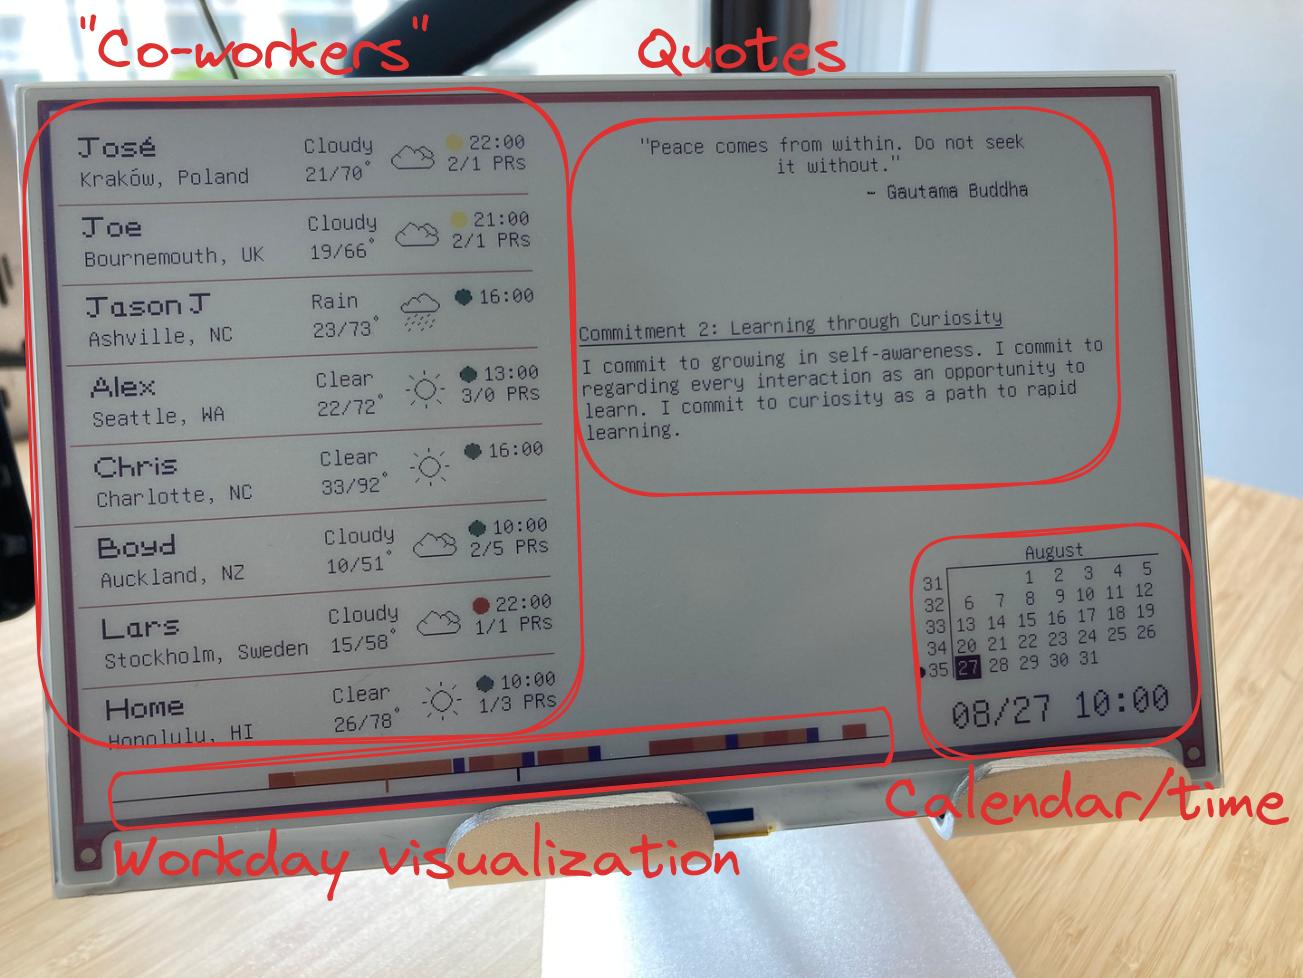 "Co-workers"
Quotes
José
Kraków, Poland
Cloudy
21/70°
22:00
2/1 PRs
Joe
Bournemouth, UK
Cloudy
19/66°
21:00
2/1 PRs
Jason J
Ashville, NC
Rain
23/73°
16:00
Alex
Seattle, WA
Clear
22/72°
13:00
3/0 PRs
Chris
Charlotte, NC
Clear
33/92°
16:00
Boyd
Auckland, NZ
Cloudy
10/51°
10:00
2/5 PRs
Lars
Stockholm, Sweden
Cloudy
15/58°
22:00
1/1 PRs
Home
Honolulu, HI
Clear
26/78°
10:00
1/3 PRs
"Peace comes from within. Do not seek
it without."
- Gautama Buddha
Commitment 2: Learning through Curiosity
I commit to growing in self-awareness. I commit to
regarding every interaction as an opportunity to
learn. I commit to curiosity as a path to rapid
learning.
August
31 1 2 3 4 5
32 6 7 8 9 10 11 12
33 13 14 15 16 17 18 19
34 20 21 22 23 24 25 26
35 27 28 29 30 31
08/27 10:00
Calendar/time
Workday visualization